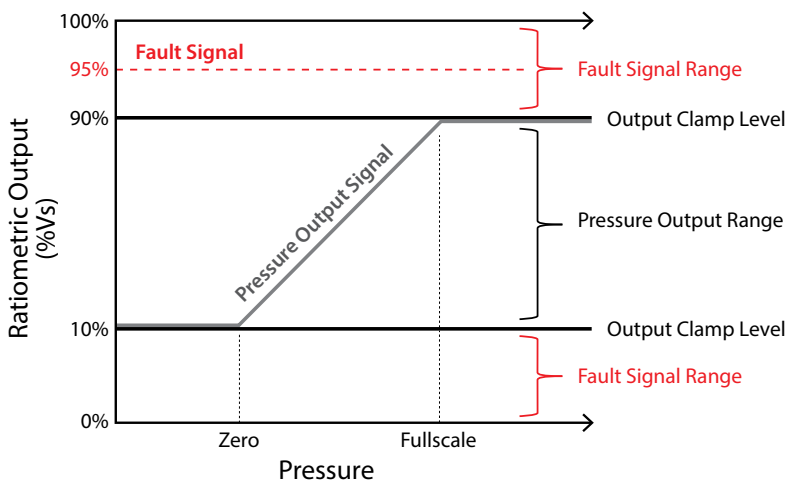 100%
Fault Signal
95%
Fault Signal Range
90%
Output Clamp Level
Ratiometric Output
(%Vs)
Pressure Output Signal
Pressure Output Range
10%
Output Clamp Level
Fault Signal Range
0%
Zero
Fullscale
Pressure